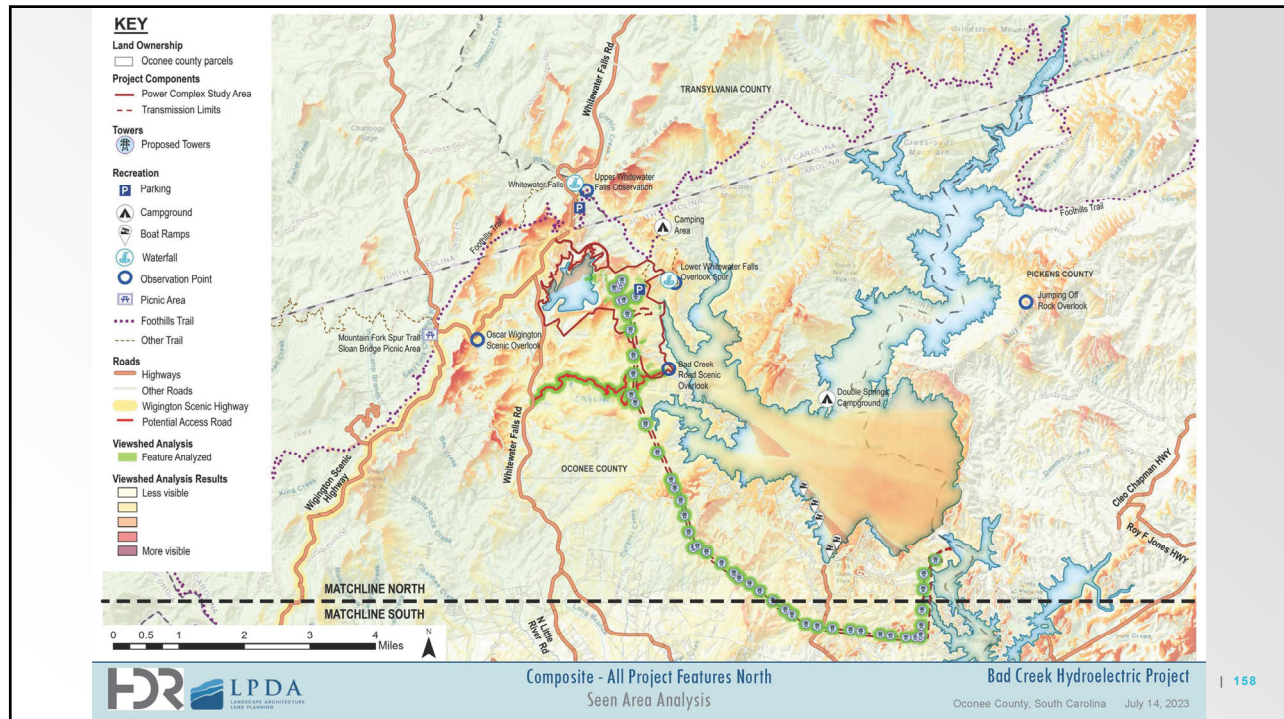 KEY
Land Ownership
Oconee county parcels
Project Components
Power Complex Study Area
Transmission Limits
Towers
Proposed Towers
Recreation
P
Parking
Campground
Boat Ramps
Waterfall
Observation Point
Picnic Area
Foothills Trail
Other Trail
Roads
Highways
Other Roads
Wigington Scenic Highway
Potential Access Road
Viewshed Analysis
Feature Analyzed
Viewshed Analysis Results
Less visible
More visible
Whitewater Falls Rd
TRANSYLVANIA COUNTY
Whitewater Falls
Upper Whitewater
Falls Observation
P
Foothills Trail
NORTH CAROLINA
SOUTH CAROLINA
Camping
Area
Foothills Trail
Lower Whitewater Falls
Overlook Spur
P
PICKENS COUNTY
Jumping Off
Rock Overlook
Mountain Fork Spur Trail
Sloan Bridge Picnic Area
Oscar Wigington
Scenic Overlook
Bad Creek
Road Scenic
Overlook
Double Springs
Campground
Whitewater Falls Rd
OCONEE COUNTY
Wigington Scenic
Highway
Cleo Chapman HWY
Roy F Jones HWY
MATCHLINE NORTH
MATCHLINE SOUTH
N Little
River Rd
0 0.5 1 2 3 4
Miles
N
HDR
LPDA
LANDSCAPE ARCHITECTURE
LAND PLANNING
Composite - All Project Features North
Seen Area Analysis
Bad Creek Hydroelectric Project
Oconee County, South Carolina July 14, 2023
| 158